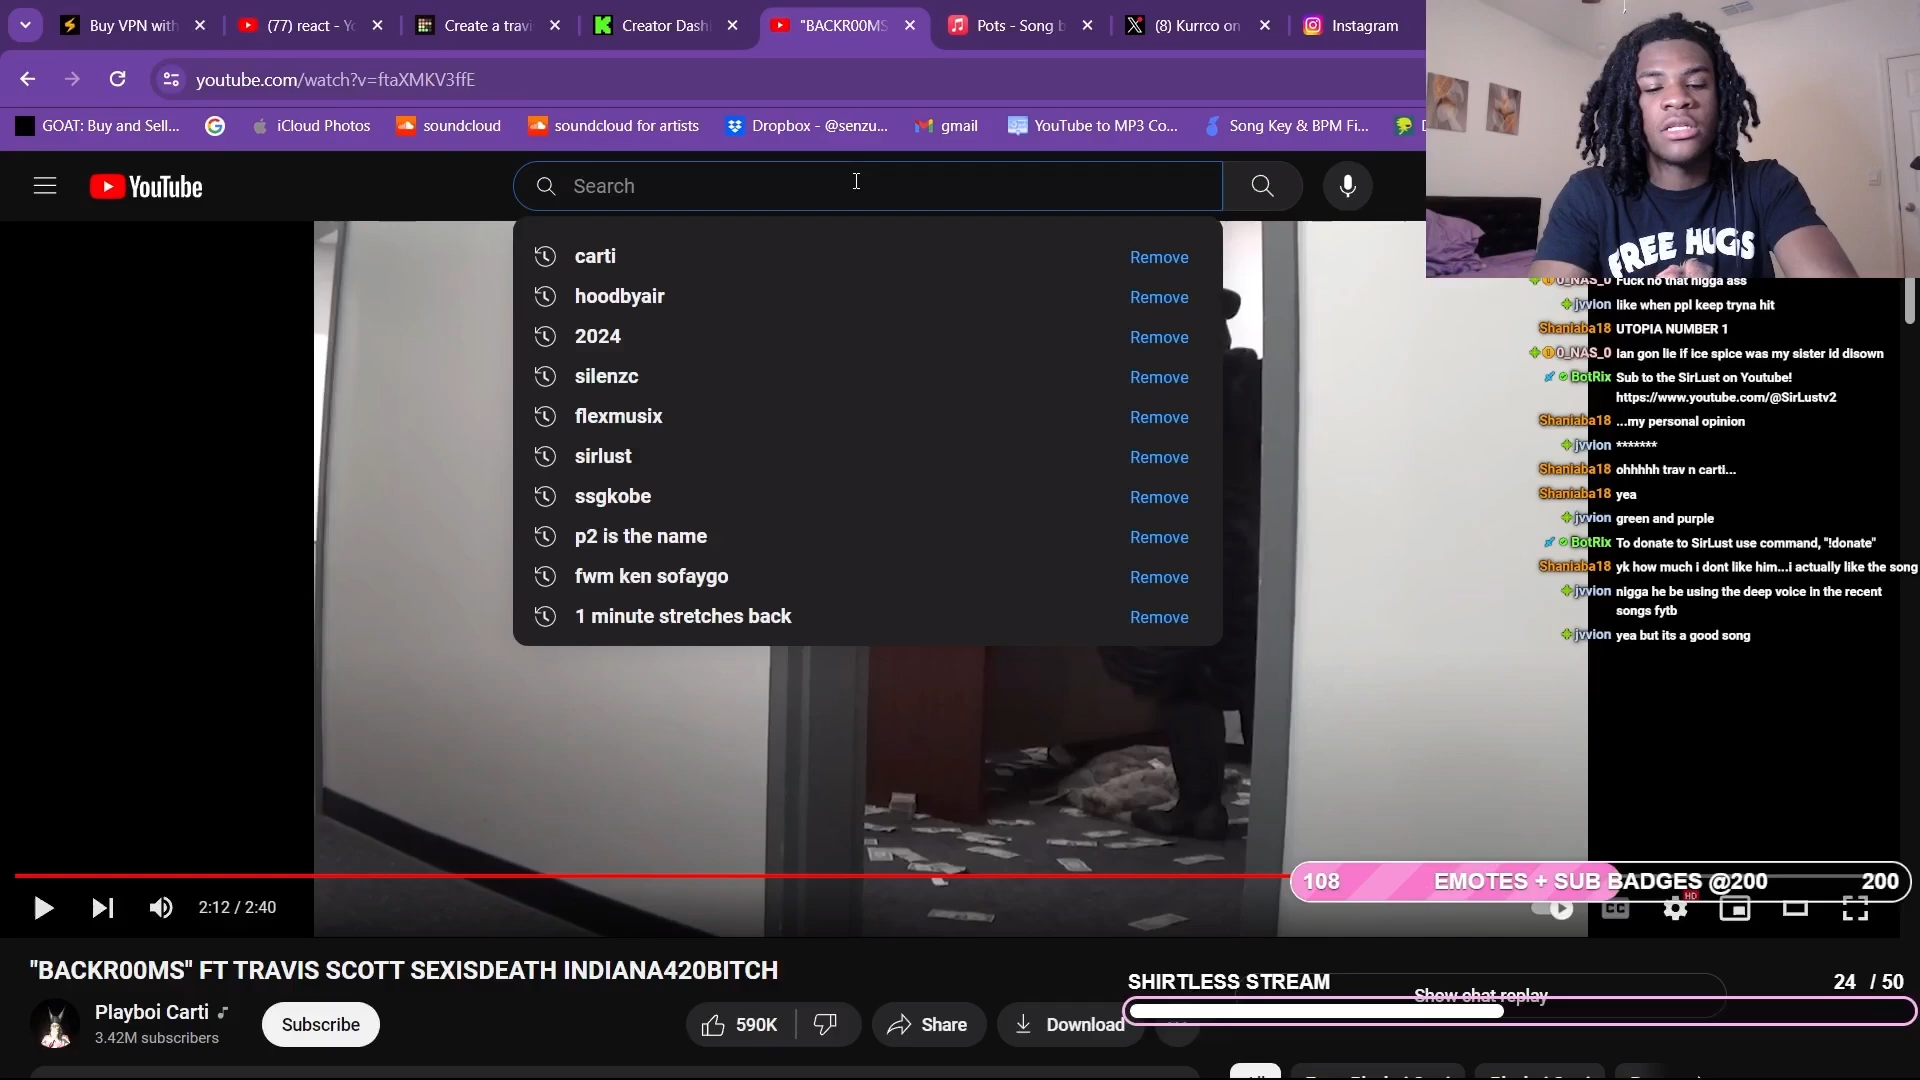 Buy VPN with
(77) react - Yo
Create a travi
Creator Dashb
"BACKR00MS
Pots - Song b
(8) Kurrco on
Instagram
youtube.com/watch?v=ftaXMKV3ffE
GOAT: Buy and Sell...
iCloud Photos
soundcloud
soundcloud for artists
Dropbox - @senzu...
gmail
YouTube to MP3 Co...
Song Key & BPM Fi...
YouTube
Search
carti Remove
hoodbyair Remove
2024 Remove
silenzc Remove
flexmusix Remove
sirlust Remove
ssgkobe Remove
p2 is the name Remove
fwm ken sofaygo Remove
1 minute stretches back Remove
FREE HUGS
0_NAS_0 Fuck no that nigga ass
jvvion like when ppl keep tryna hit
Shaniaba18 UTOPIA NUMBER 1
0_NAS_0 Ian gon lie if ice spice was my sister id disown
BotRix Sub to the SirLust on Youtube!
https://www.youtube.com/@SirLustv2
Shaniaba18 ...my personal opinion
jvvion *******
Shaniaba18 ohhhhh trav n carti...
Shaniaba18 yea
jvvion green and purple
BotRix To donate to SirLust use command, "!donate"
Shaniaba18 yk how much i dont like him...i actually like the song
jvvion nigga he be using the deep voice in the recent
songs fytb
jvvion yea but its a good song
108 EMOTES + SUB BADGES @200 200
2:12 / 2:40
CC
HD
"BACKR00MS" FT TRAVIS SCOTT SEXISDEATH INDIANA420BITCH
SHIRTLESS STREAM 24 / 50
Show chat replay
Playboi Carti
3.42M subscribers
Subscribe
590K
Share
Download